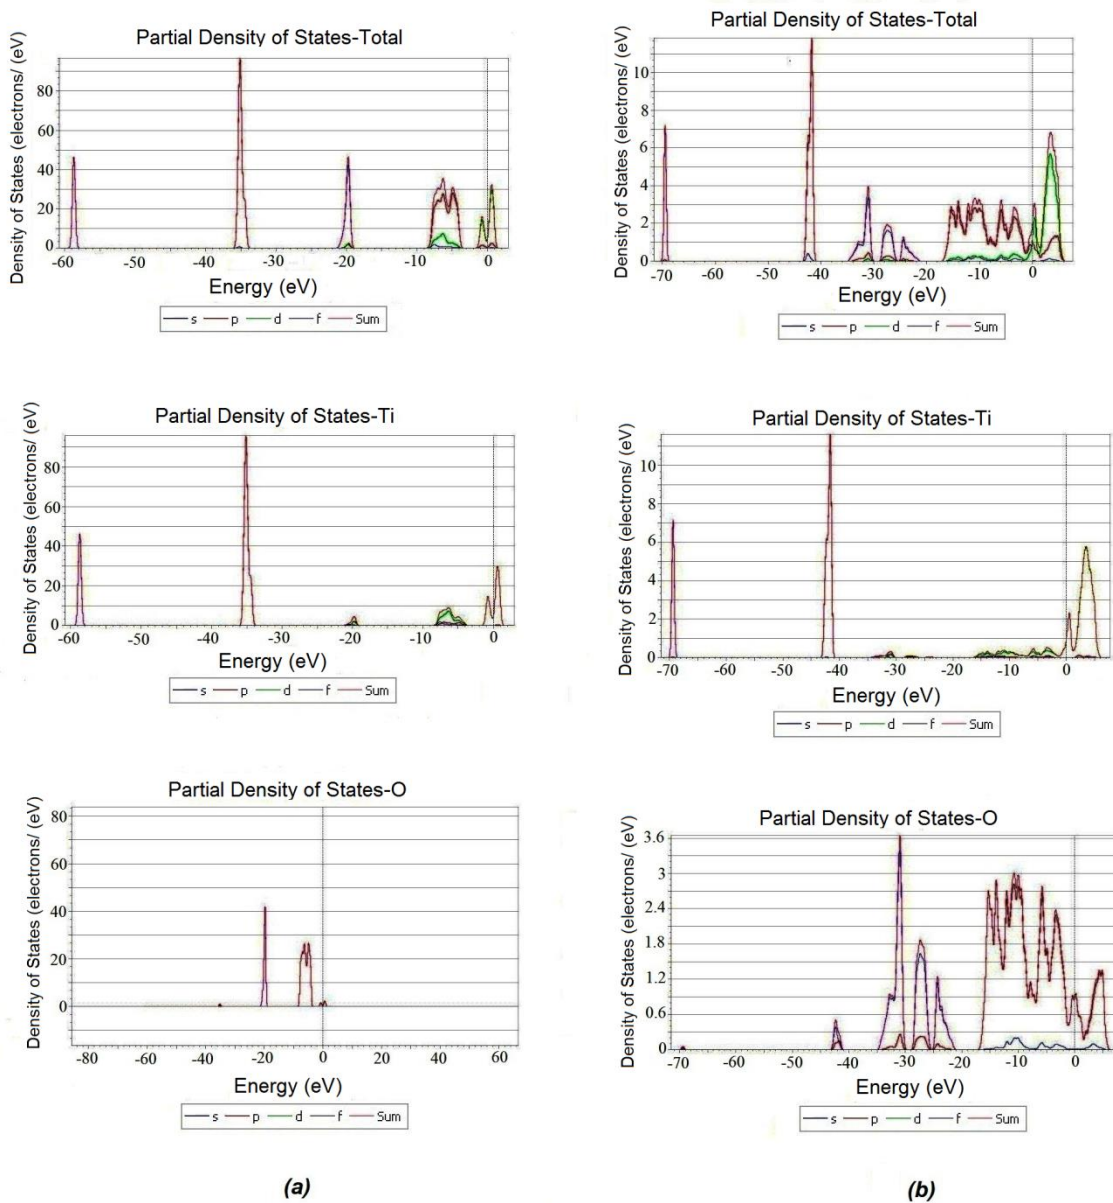 Partial Density of States-Total
Density of States (electrons/ (eV)
80
60
40
20
0
-60 -50 -40 -30 -20 -10 0
Energy (eV)
s p d f Sum
Partial Density of States-Ti
Density of States (electrons/ (eV)
80
60
40
20
0
-60 -50 -40 -30 -20 -10 0
Energy (eV)
s p d f Sum
Partial Density of States-O
Density of States (electrons/ (eV)
80
60
40
20
0
-80 -60 -40 -20 0 20 40 60
Energy (eV)
s p d f Sum
(a)
Partial Density of States-Total
Density of States (electrons/ (eV)
10
8
6
4
2
0
-70 -60 -50 -40 -30 -20 -10 0
Energy (eV)
s p d f Sum
Partial Density of States-Ti
Density of States (electrons/ (eV)
10
8
6
4
2
0
-70 -60 -50 -40 -30 -20 -10 0
Energy (eV)
s p d f Sum
Partial Density of States-O
Density of States (electrons/ (eV)
3.6
3
2.4
1.8
1.2
0.6
0
-70 -60 -50 -40 -30 -20 -10 0
Energy (eV)
s p d f Sum
(b)